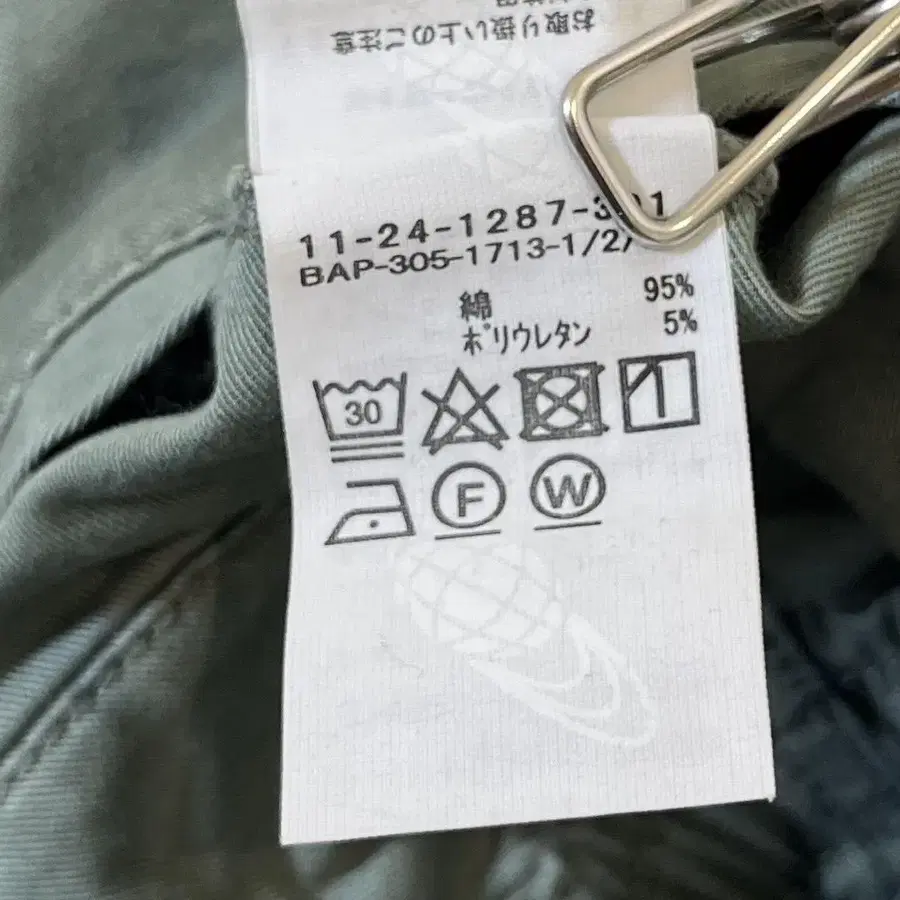 お取り扱い上のご注意
11-24-1287-3
BAP-305-1713-1/2/
綿 95%
ポリウレタン 5%
30
F W